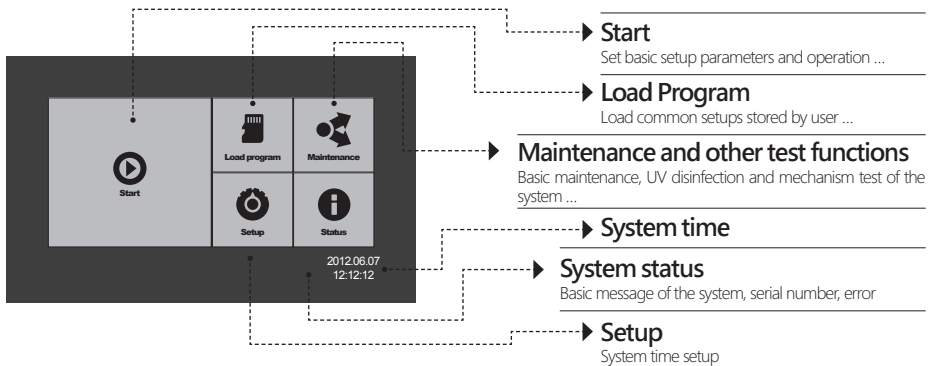 Start
Load program
Maintenance
Setup
Status
2012.06.07
12:12:12
Start
Set basic setup parameters and operation ...
Load Program
Load common setups stored by user ...
Maintenance and other test functions
Basic maintenance, UV disinfection and mechanism test of the
system ...
System time
System status
Basic message of the system, serial number, error
Setup
System time setup